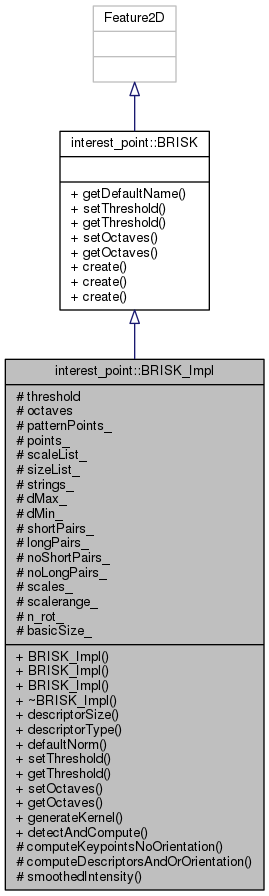 Feature2D
interest_point::BRISK
+ getDefaultName()
+ setThreshold()
+ getThreshold()
+ setOctaves()
+ getOctaves()
+ create()
+ create()
+ create()
interest_point::BRISK_Impl
# threshold
# octaves
# patternPoints_
# points_
# scaleList_
# sizeList_
# strings_
# dMax_
# dMin_
# shortPairs_
# longPairs_
# noShortPairs_
# noLongPairs_
# scales_
# scalerange_
# n_rot_
# basicSize_
+ BRISK_Impl()
+ BRISK_Impl()
+ BRISK_Impl()
+ ~BRISK_Impl()
+ descriptorSize()
+ descriptorType()
+ defaultNorm()
+ setThreshold()
+ getThreshold()
+ setOctaves()
+ getOctaves()
+ generateKernel()
+ detectAndCompute()
# computeKeypointsNoOrientation()
# computeDescriptorsAndOrOrientation()
# smoothedIntensity()